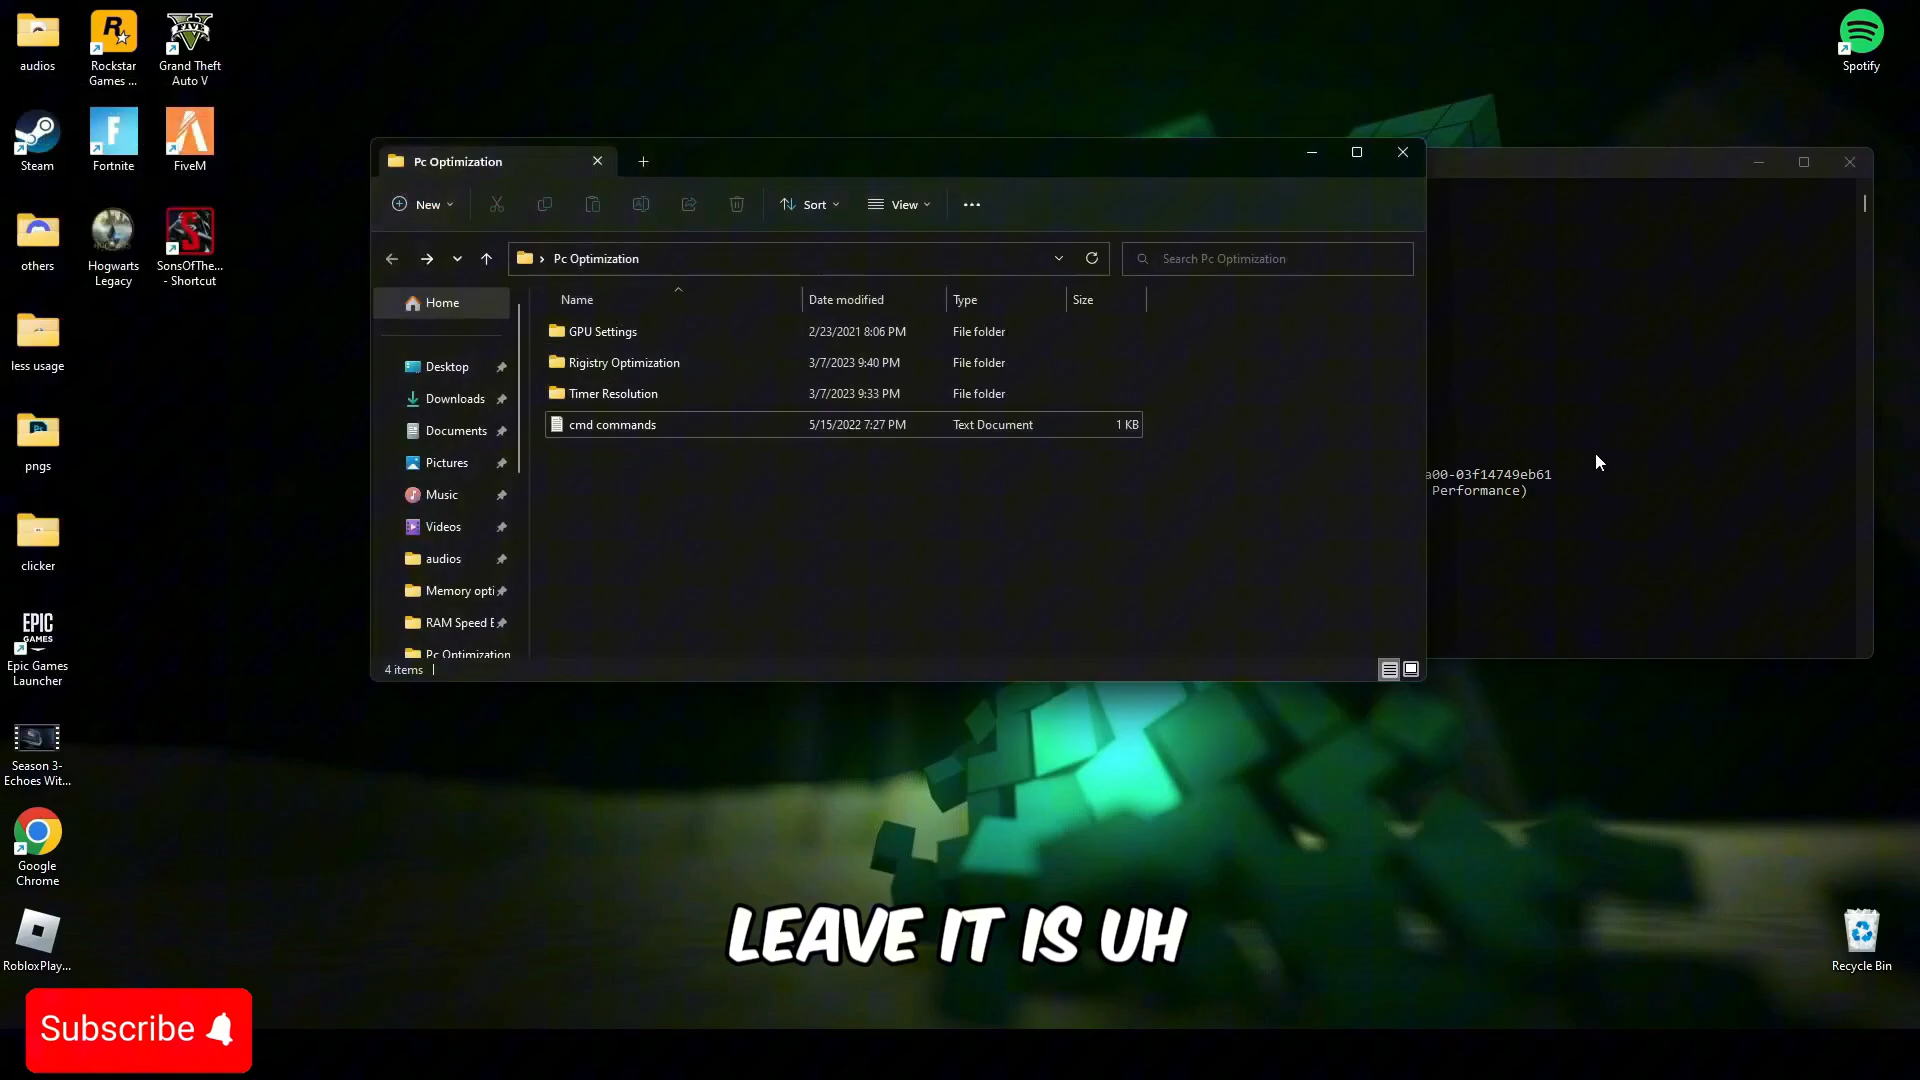 audios
Rockstar
Games ...
Grand Theft
Auto V
Spotify
Steam
Fortnite
FiveM
others
Hogwarts
Legacy
SonsOfThe...
- Shortcut
less usage
pngs
clicker
EPIC
GAMES
Epic Games
Launcher
Season 3-
Echoes Wit...
Google
Chrome
RobloxPlay...
Recycle Bin
Pc Optimization
New
Sort
View
Pc Optimization
Search Pc Optimization
Home
Desktop
Downloads
Documents
Pictures
Music
Videos
audios
Memory opti
RAM Speed E
Pc Optimization
Name Date modified Type Size
GPU Settings 2/23/2021 8:06 PM File folder
Rigistry Optimization 3/7/2023 9:40 PM File folder
Timer Resolution 3/7/2023 9:33 PM File folder
cmd commands 5/15/2022 7:27 PM Text Document 1 KB
4 items
a00-03f14749eb61
Performance)
LEAVE IT IS UH
Subscribe